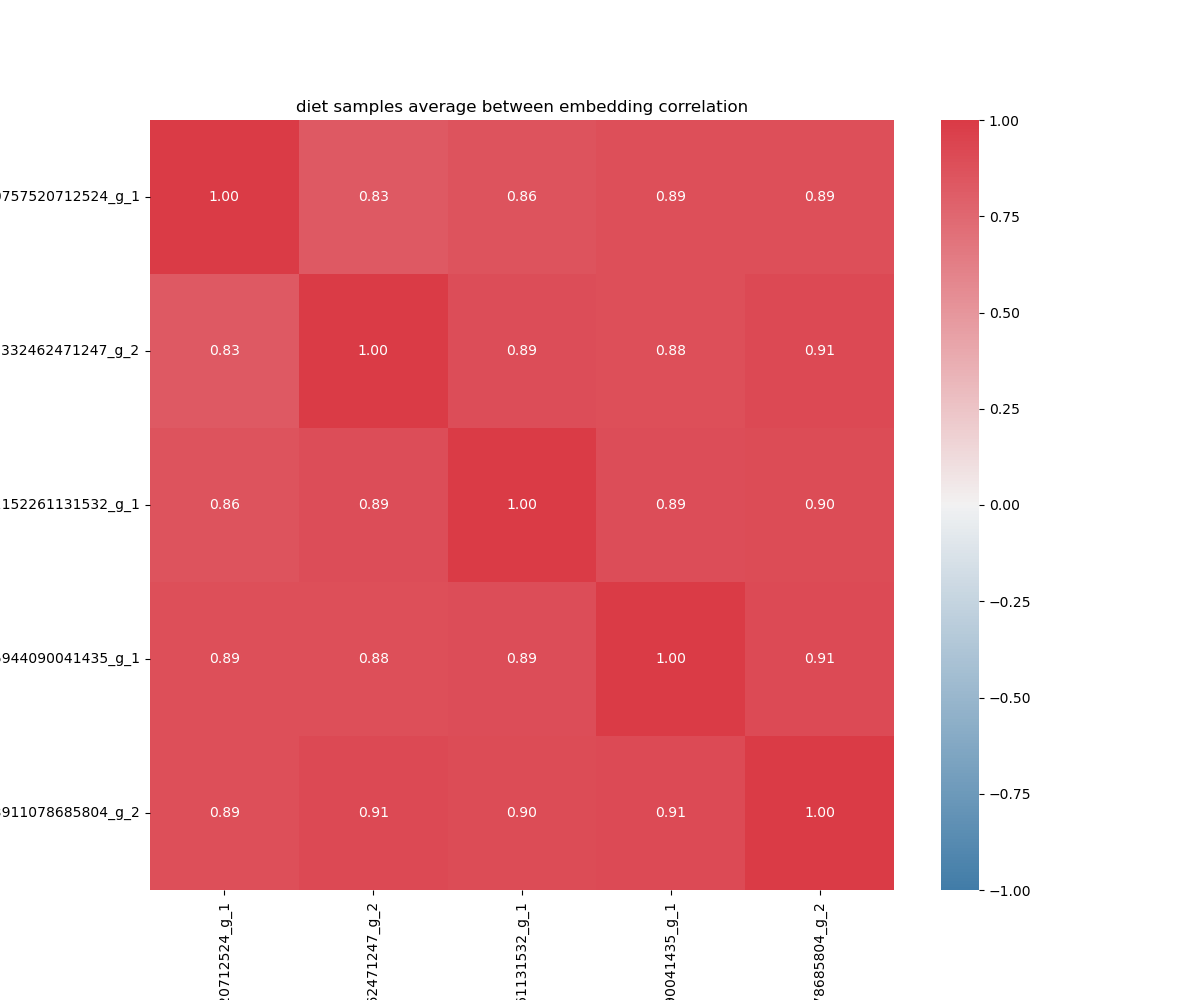 diet samples average between embedding correlation
757520712524_g_1
1.00 0.83 0.86 0.89 0.89
332462471247_g_2
0.83 1.00 0.89 0.88 0.91
152261131532_g_1
0.86 0.89 1.00 0.89 0.90
944090041435_g_1
0.89 0.88 0.89 1.00 0.91
911078685804_g_2
0.89 0.91 0.90 0.91 1.00
20712524_g_1
2471247_g_2
1131532_g_1
0041435_g_1
78685804_g_2
1.00
0.75
0.50
0.25
0.00
−0.25
−0.50
−0.75
−1.00